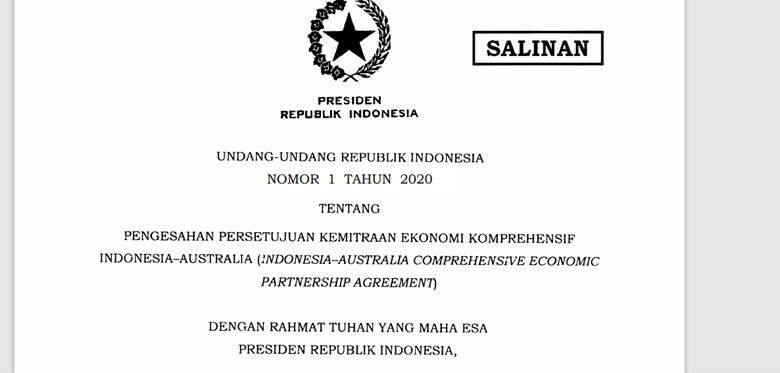 SALINAN
PRESIDEN
REPUBLIK INDONESIA
UNDANG-UNDANG REPUBLIK INDONESIA
NOMOR 1 TAHUN 2020
TENTANG
PENGESAHAN PERSETUJUAN KEMITRAAN EKONOMI KOMPREHENSIF
INDONESIA–AUSTRALIA (INDONESIA–AUSTRALIA COMPREHENSIVE ECONOMIC
PARTNERSHIP AGREEMENT)
DENGAN RAHMAT TUHAN YANG MAHA ESA
PRESIDEN REPUBLIK INDONESIA,